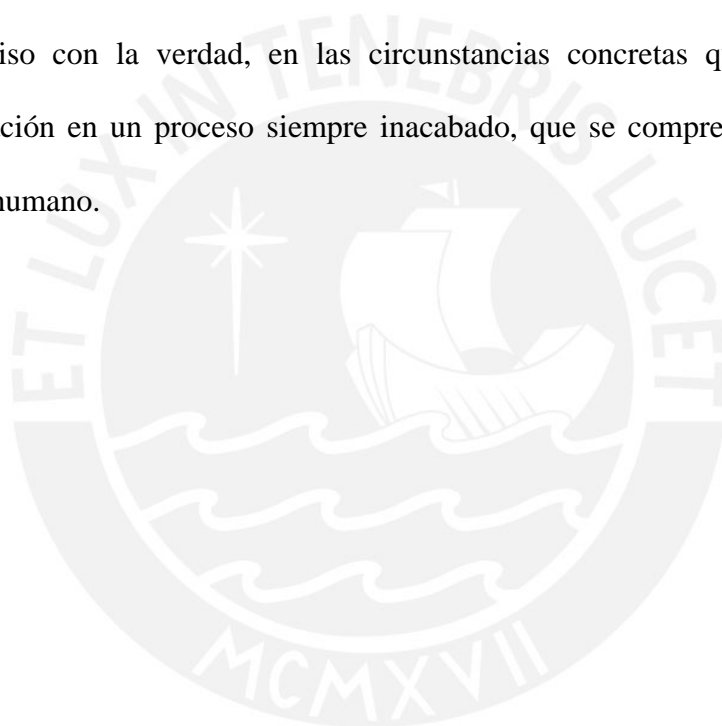 iso con la verdad, en las circunstancias concretas q
ción en un proceso siempre inacabado, que se compre
humano.
ET LUX IN TENEBRIS LUCET
MCMXVII